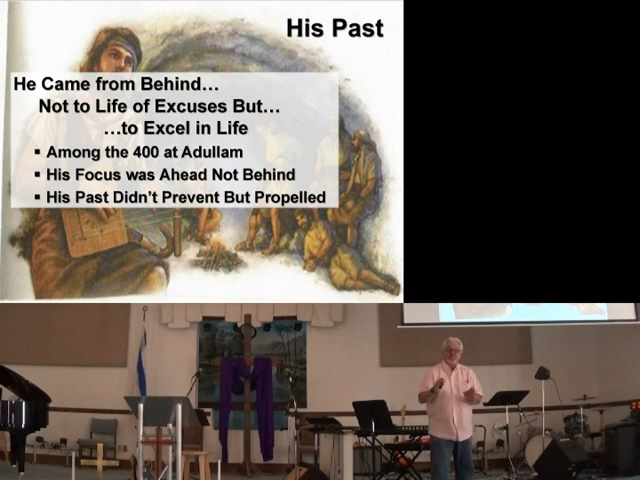 His Past
He Came from Behind…
Not to Life of Excuses But…
…to Excel in Life
▪ Among the 400 at Adullam
▪ His Focus was Ahead Not Behind
▪ His Past Didn't Prevent But Propelled